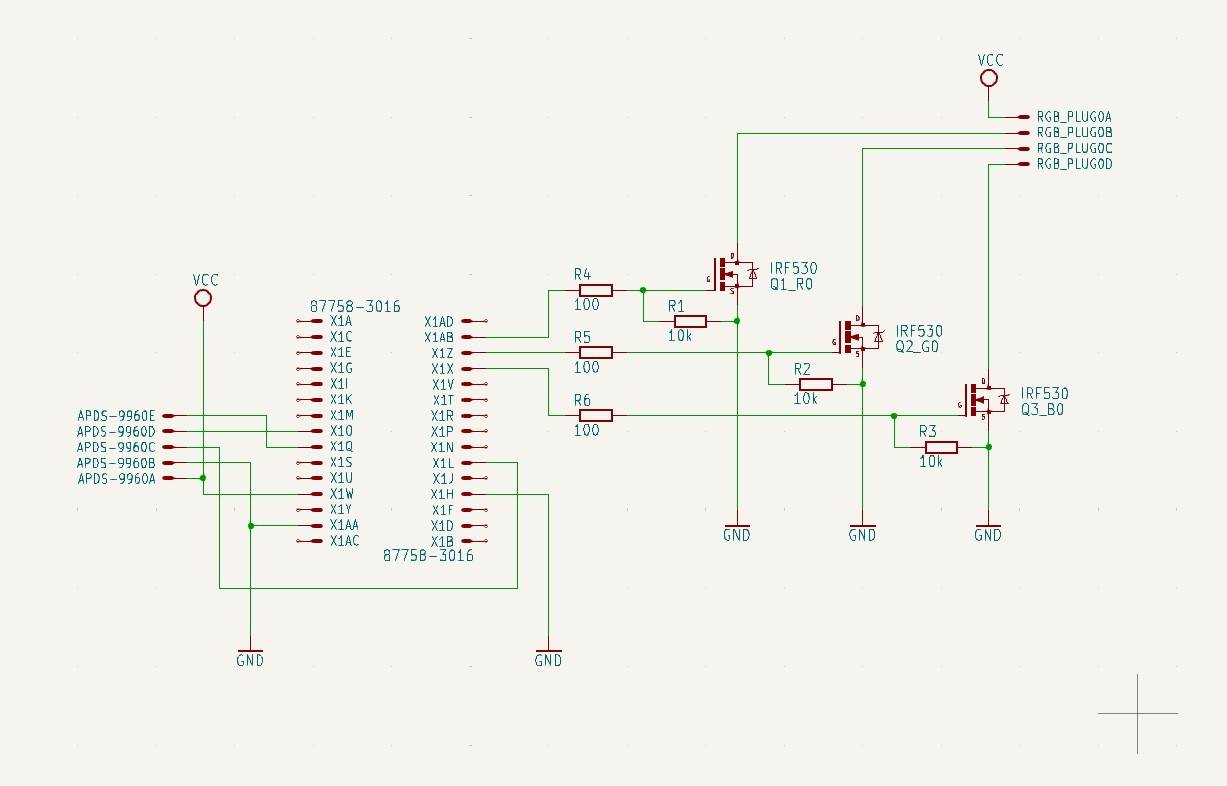 VCC
RGB_PLUG0A
RGB_PLUG0B
RGB_PLUG0C
RGB_PLUG0D
D
G
S
IRF530
Q1_R0
R4
100
R1
10k
VCC
87758-3016
X1A
X1C
X1E
X1G
X1I
X1K
X1M
X1O
X1Q
X1S
X1U
X1W
X1Y
X1AA
X1AC
X1AD
X1AB
X1Z
X1X
X1V
X1T
X1R
X1P
X1N
X1L
X1J
X1H
X1F
X1D
X1B
87758-3016
D
G
S
IRF530
Q2_G0
R5
100
R2
10k
D
G
S
IRF530
Q3_B0
R6
100
R3
10k
APDS-9960E
APDS-9960D
APDS-9960C
APDS-9960B
APDS-9960A
GND
GND
GND
GND
GND